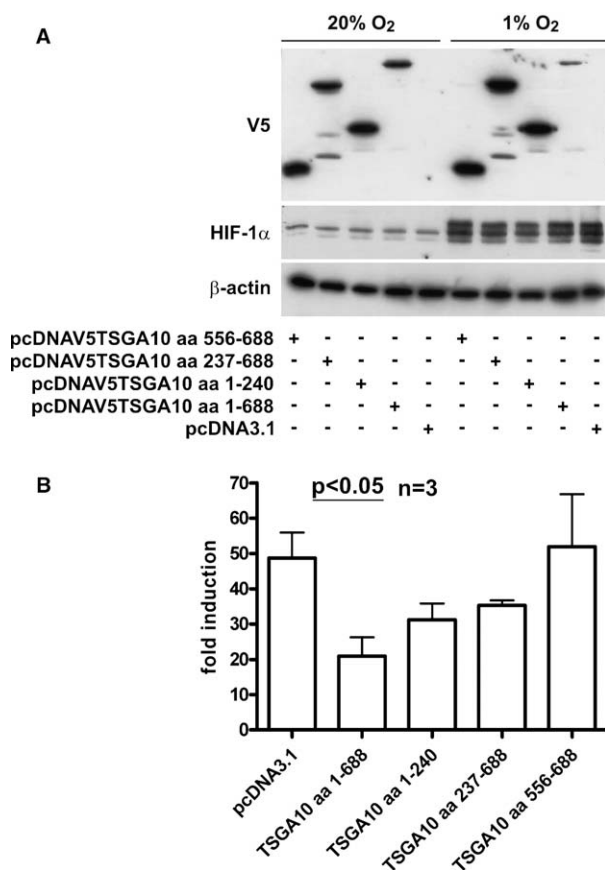 A
20% O₂ 1% O₂
V5
HIF-1α
β-actin
pcDNAV5TSGA10 aa 556-688 + - - - - + - - - -
pcDNAV5TSGA10 aa 237-688 - + - - - - + - - -
pcDNAV5TSGA10 aa 1-240 - - + - - - - + - -
pcDNAV5TSGA10 aa 1-688 - - - + - - - - + -
pcDNA3.1 - - - - + - - - - +
B
p<0.05 n=3
fold induction
70
60
50
40
30
20
10
0
pcDNA3.1
TSGA10 aa 1-688
TSGA10 aa 1-240
TSGA10 aa 237-688
TSGA10 aa 556-688